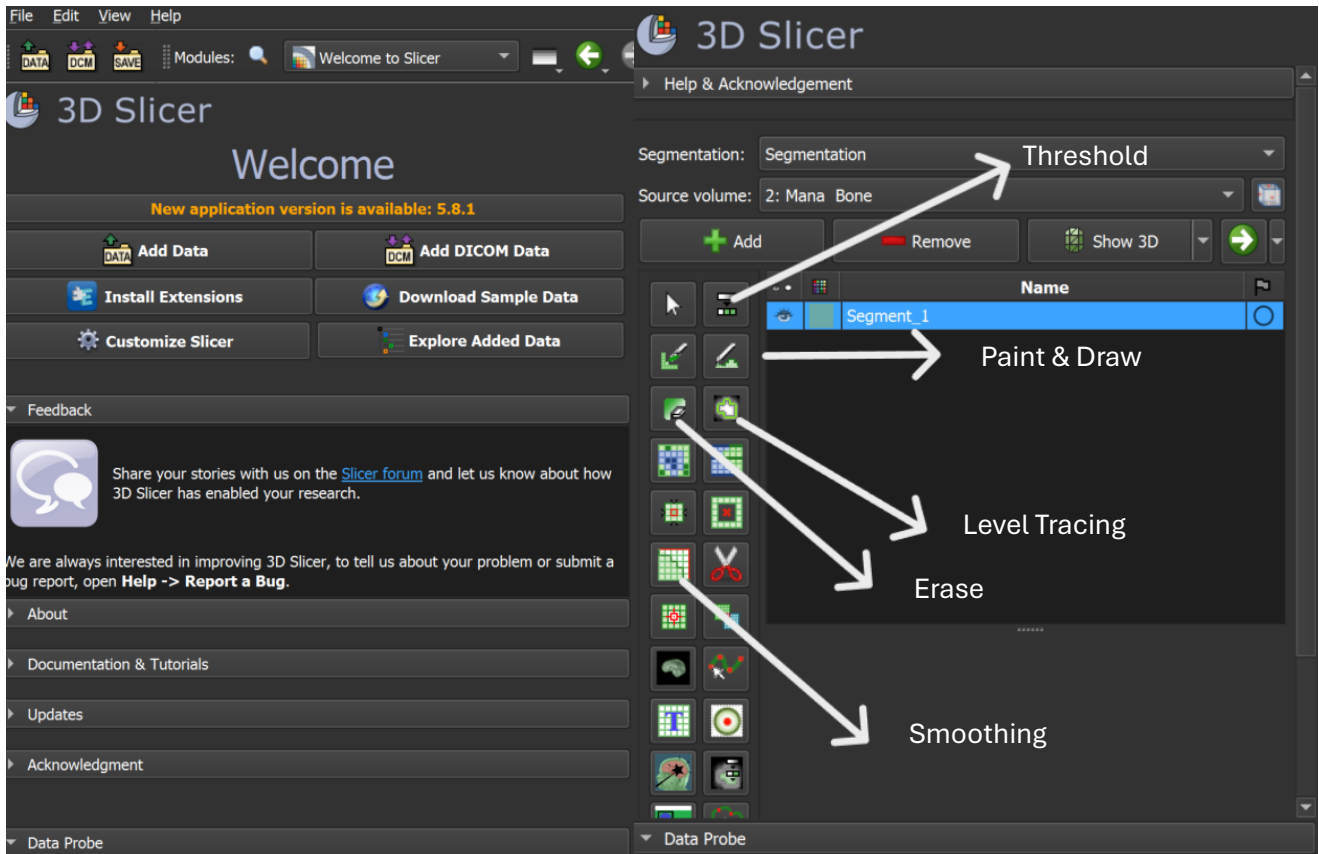 File Edit View Help
DATA DCM SAVE Modules: Welcome to Slicer
3D Slicer
Welcome
New application version is available: 5.8.1
DATA Add Data
DCM Add DICOM Data
Install Extensions
Download Sample Data
Customize Slicer
Explore Added Data
Feedback
Share your stories with us on the Slicer forum and let us know about how
3D Slicer has enabled your research.
We are always interested in improving 3D Slicer, to tell us about your problem or submit a
bug report, open Help -> Report a Bug.
About
Documentation & Tutorials
Updates
Acknowledgment
Data Probe
3D Slicer
Help & Acknowledgement
Segmentation: Segmentation
Threshold
Source volume: 2: Mana Bone
Add Remove Show 3D
Name
Segment_1
Paint & Draw
Level Tracing
Erase
T
Smoothing
Data Probe